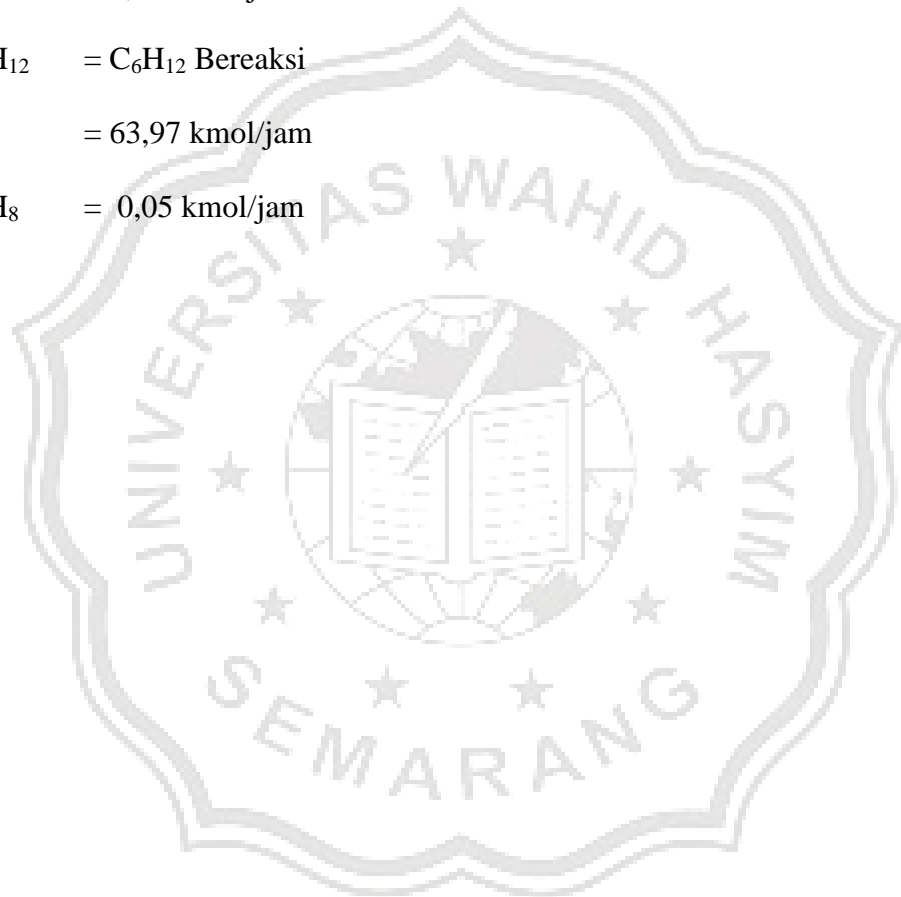 H₁₂ = C₆H₁₂ Bereaksi
= 63,97 kmol/jam
H₈ = 0,05 kmol/jam
UNIVERSITAS WAHID HASYIM
SEMARANG